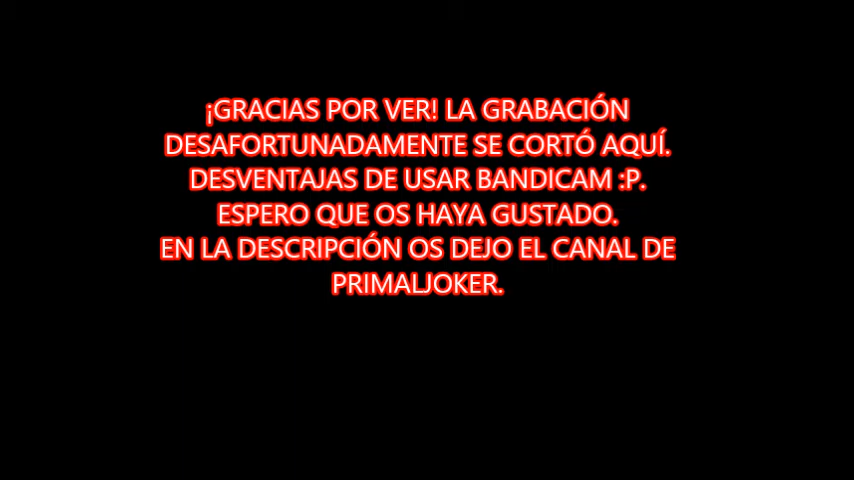 ¡GRACIAS POR VER! LA GRABACIÓN
DESAFORTUNADAMENTE SE CORTÓ AQUÍ.
DESVENTAJAS DE USAR BANDICAM :P.
ESPERO QUE OS HAYA GUSTADO.
EN LA DESCRIPCIÓN OS DEJO EL CANAL DE
PRIMALJOKER.